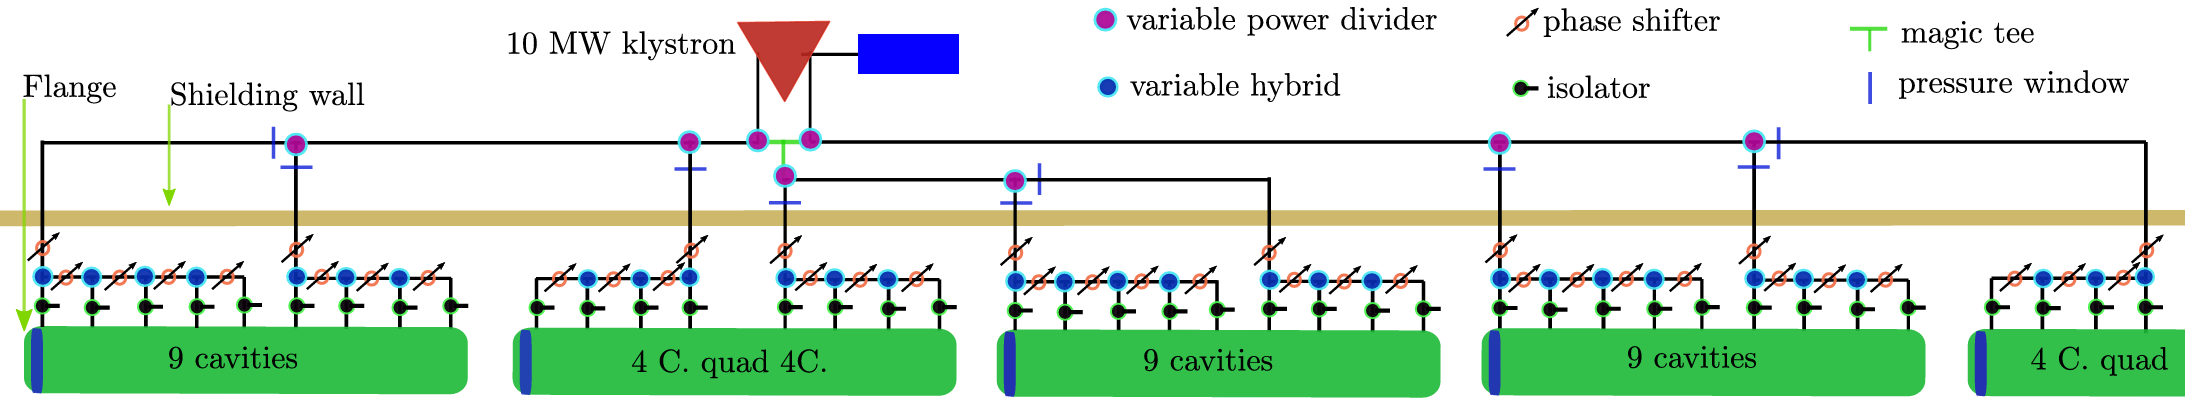 10 MW klystron
variable power divider
phase shifter
magic tee
Flange
Shielding wall
variable hybrid
isolator
pressure window
9 cavities
4 C. quad 4C.
9 cavities
9 cavities
4 C. quad